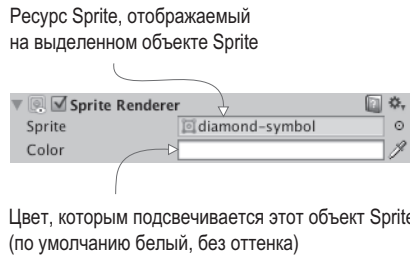 Ресурс Sprite, отображаемый
на выделенном объекте Sprite
Sprite Renderer
Sprite diamond-symbol
Color
Цвет, которым подсвечивается этот объект Sprite
(по умолчанию белый, без оттенка)